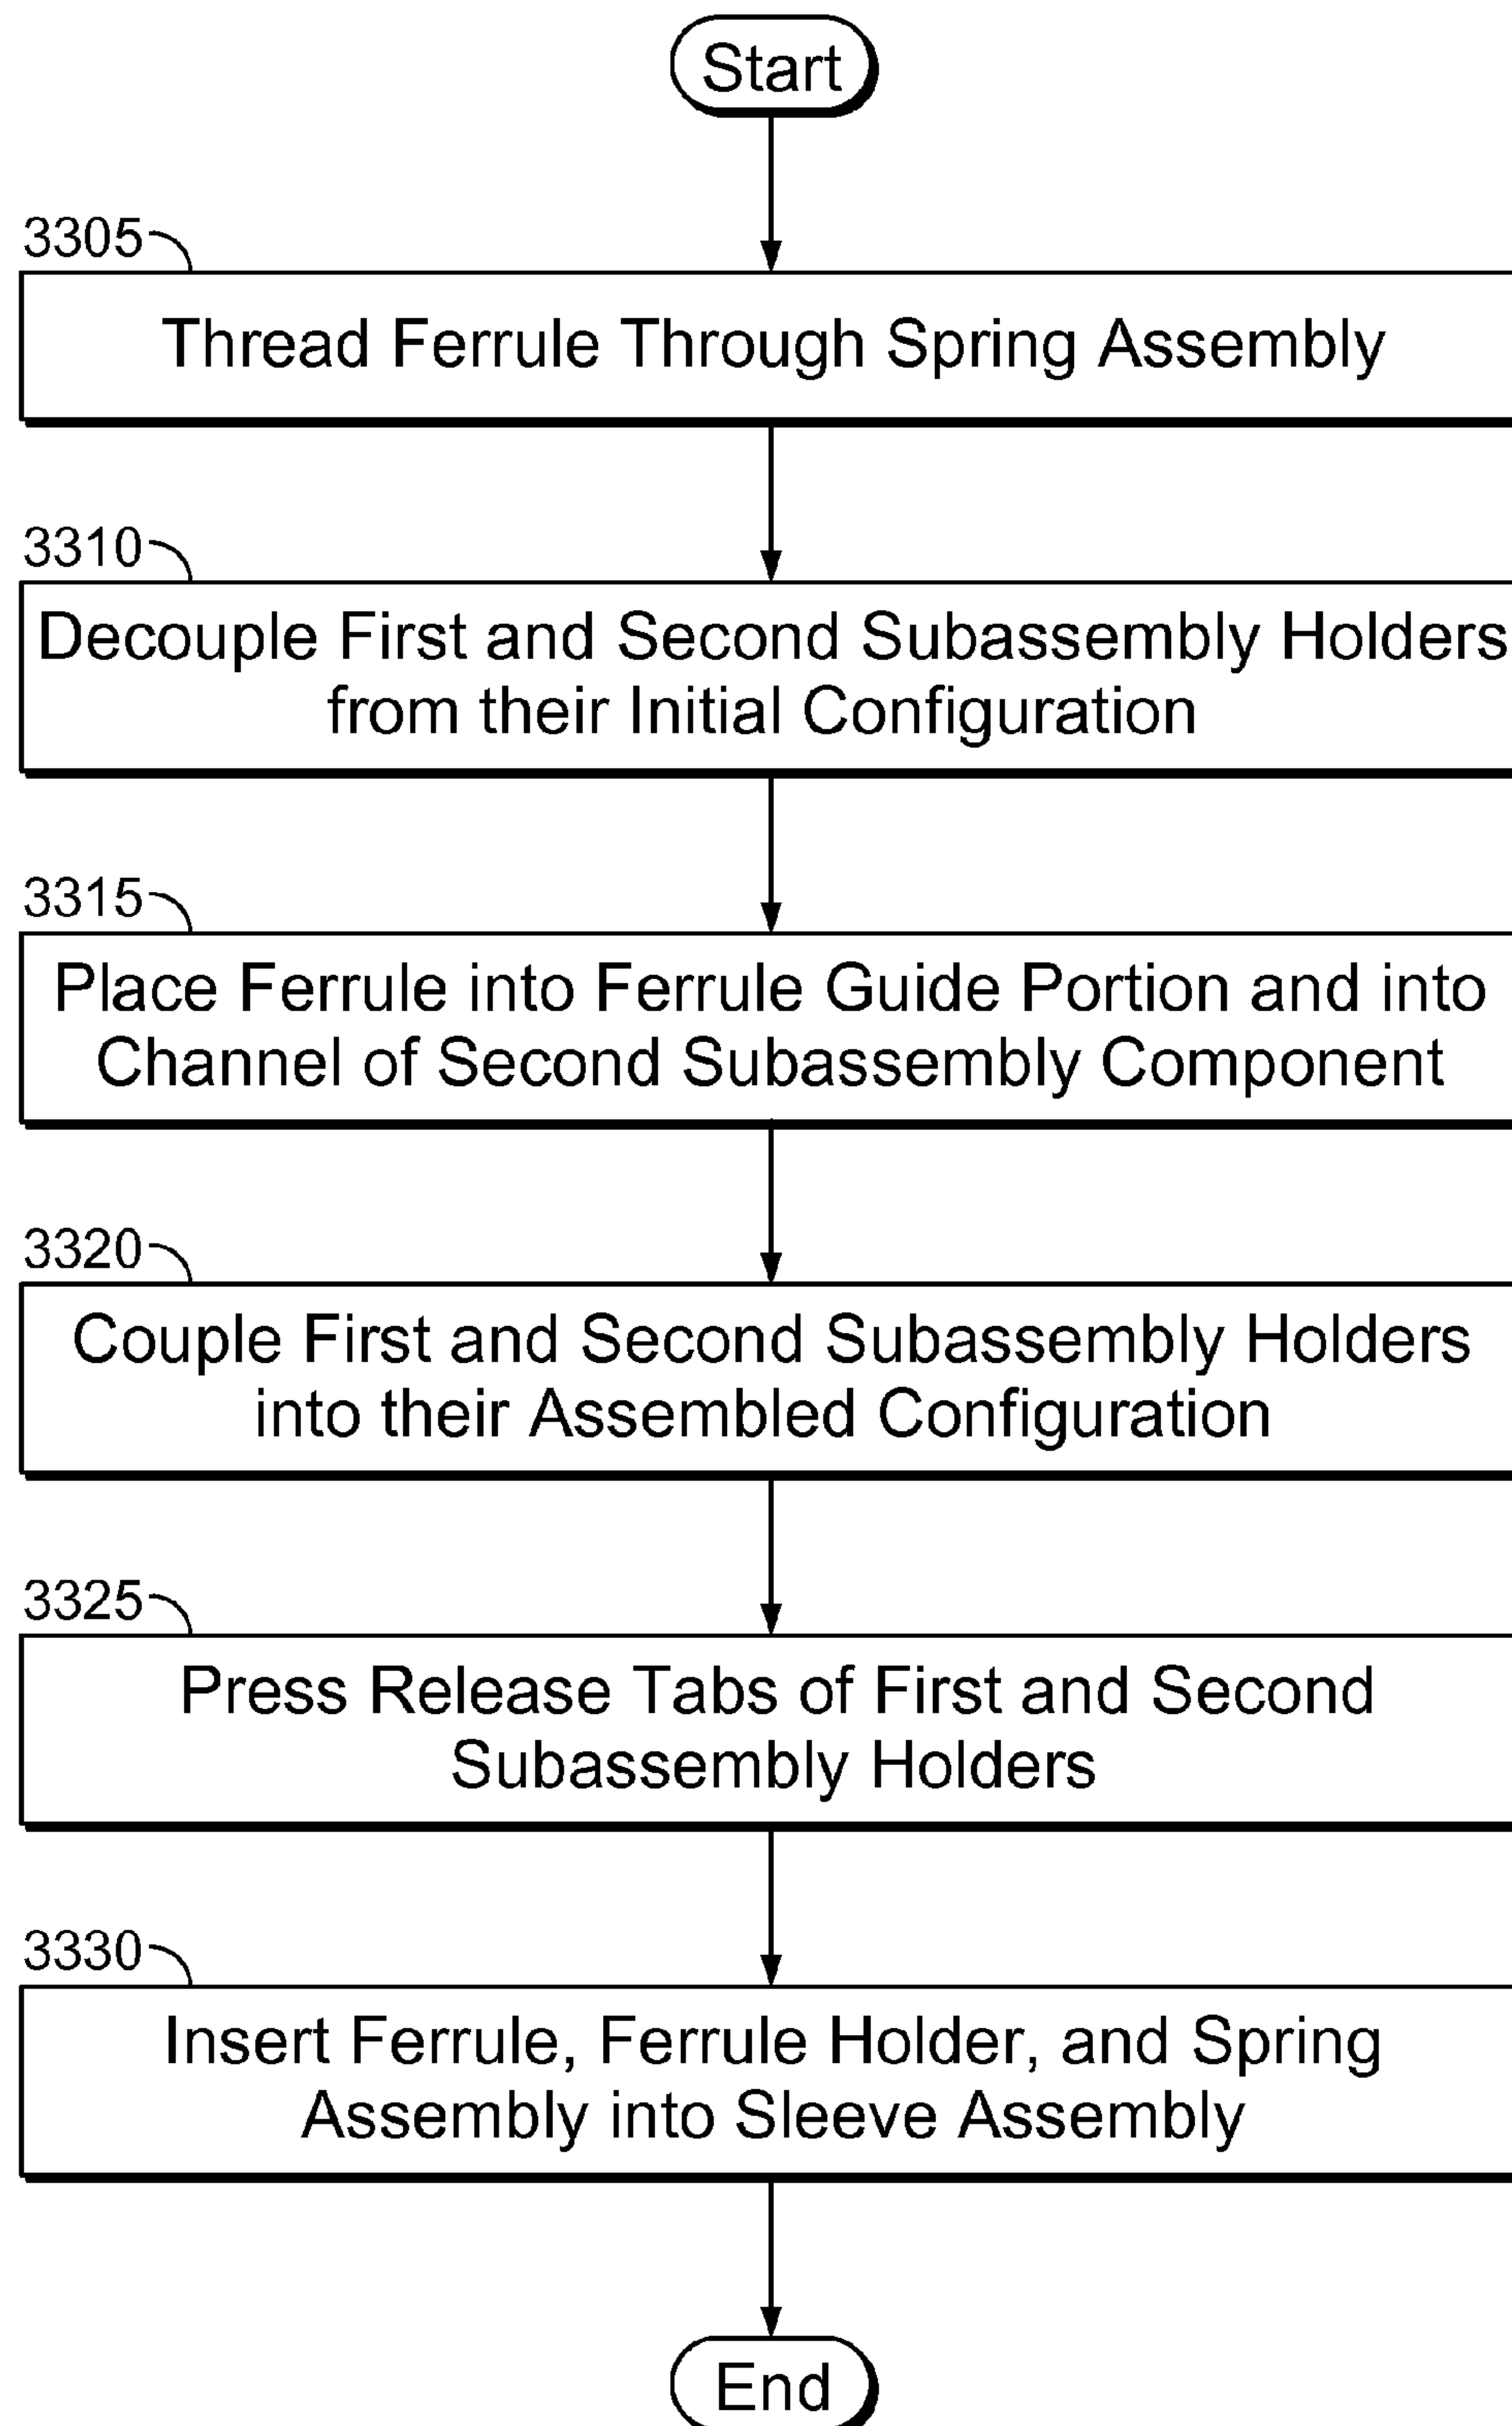 Start
3305
Thread Ferrule Through Spring Assembly
3310
Decouple First and Second Subassembly Holders
from their Initial Configuration
3315
Place Ferrule into Ferrule Guide Portion and into
Channel of Second Subassembly Component
3320
Couple First and Second Subassembly Holders
into their Assembled Configuration
3325
Press Release Tabs of First and Second
Subassembly Holders
3330
Insert Ferrule, Ferrule Holder, and Spring
Assembly into Sleeve Assembly
End